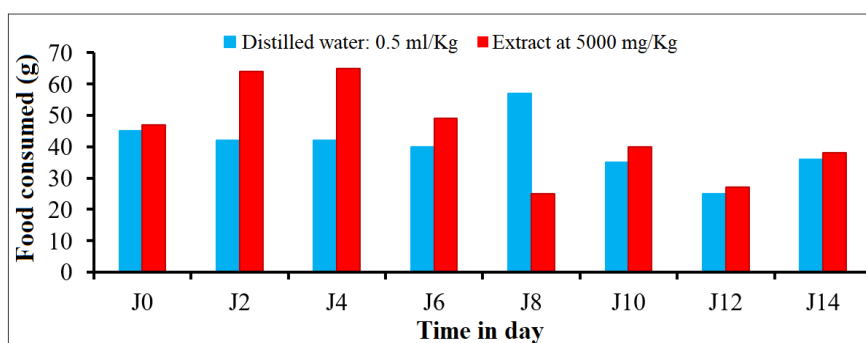 Distilled water: 0.5 ml/Kg Extract at 5000 mg/Kg
Food consumed (g)
70
60
50
40
30
20
10
0
J0 J2 J4 J6 J8 J10 J12 J14
Time in day